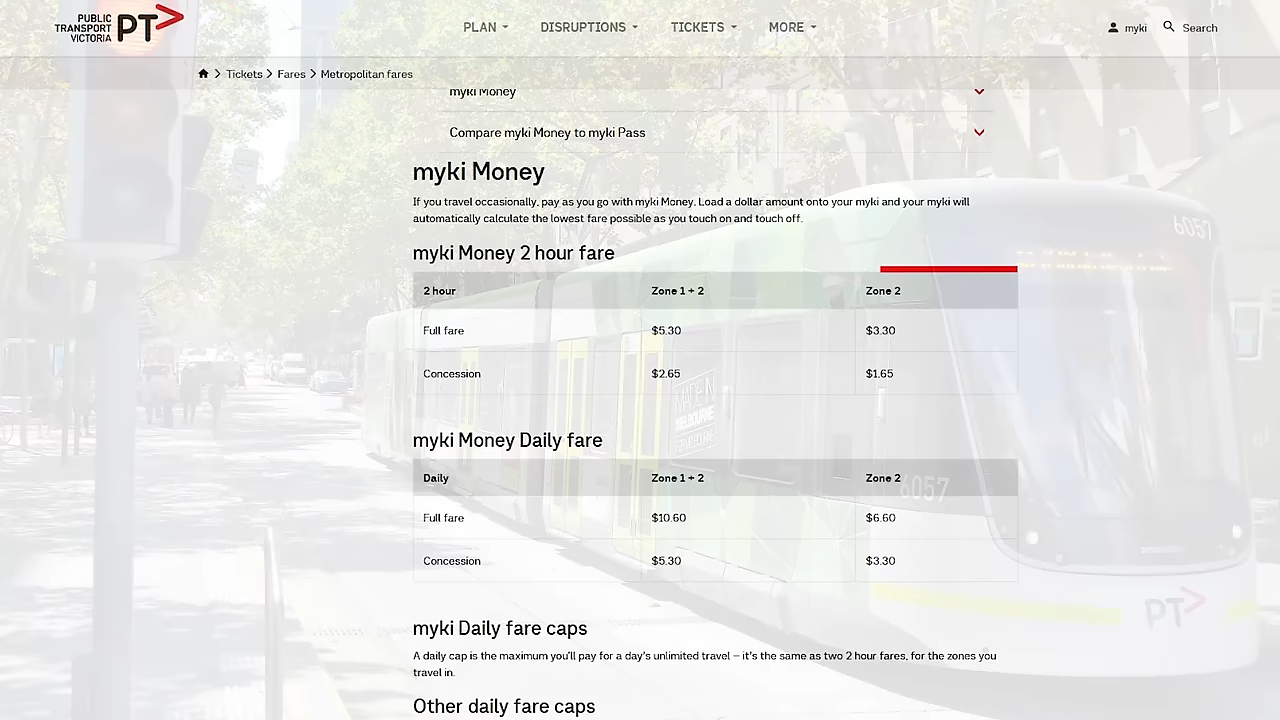 PUBLIC
TRANSPORT
VICTORIA
PT
PLAN
DISRUPTIONS
TICKETS
MORE
myki
Search
Tickets
Fares
Metropolitan fares
myki Money
Compare myki Money to myki Pass
myki Money
If you travel occasionally, pay as you go with myki Money. Load a dollar amount onto your myki and your myki will
automatically calculate the lowest fare possible as you touch on and touch off.
6057
myki Money 2 hour fare
2 hour Zone 1 + 2 Zone 2
Full fare $5.30 $3.30
Concession $2.65 $1.65
MADE IN
MELBOURNE
myki Money Daily fare
Daily Zone 1 + 2 Zone 2
6057
Full fare $10.60 $6.60
Concession $5.30 $3.30
PT
myki Daily fare caps
A daily cap is the maximum you'll pay for a day's unlimited travel – it's the same as two 2 hour fares, for the zones you
travel in.
Other daily fare caps